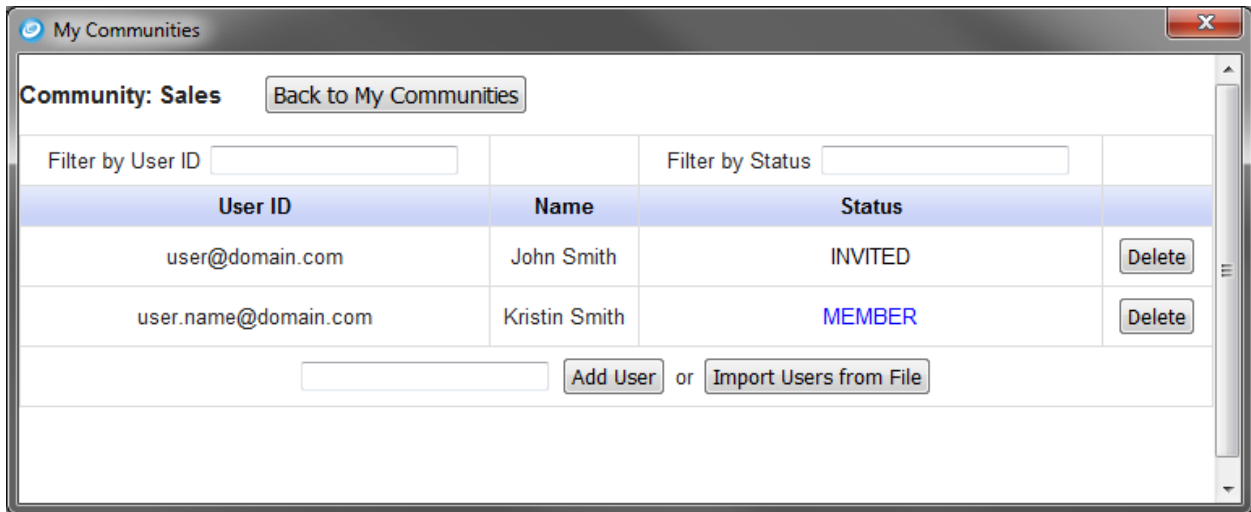 My Communities
Community: Sales Back to My Communities
Filter by User ID Filter by Status
User ID Name Status
user@domain.com John Smith INVITED Delete
user.name@domain.com Kristin Smith MEMBER Delete
Add User or Import Users from File